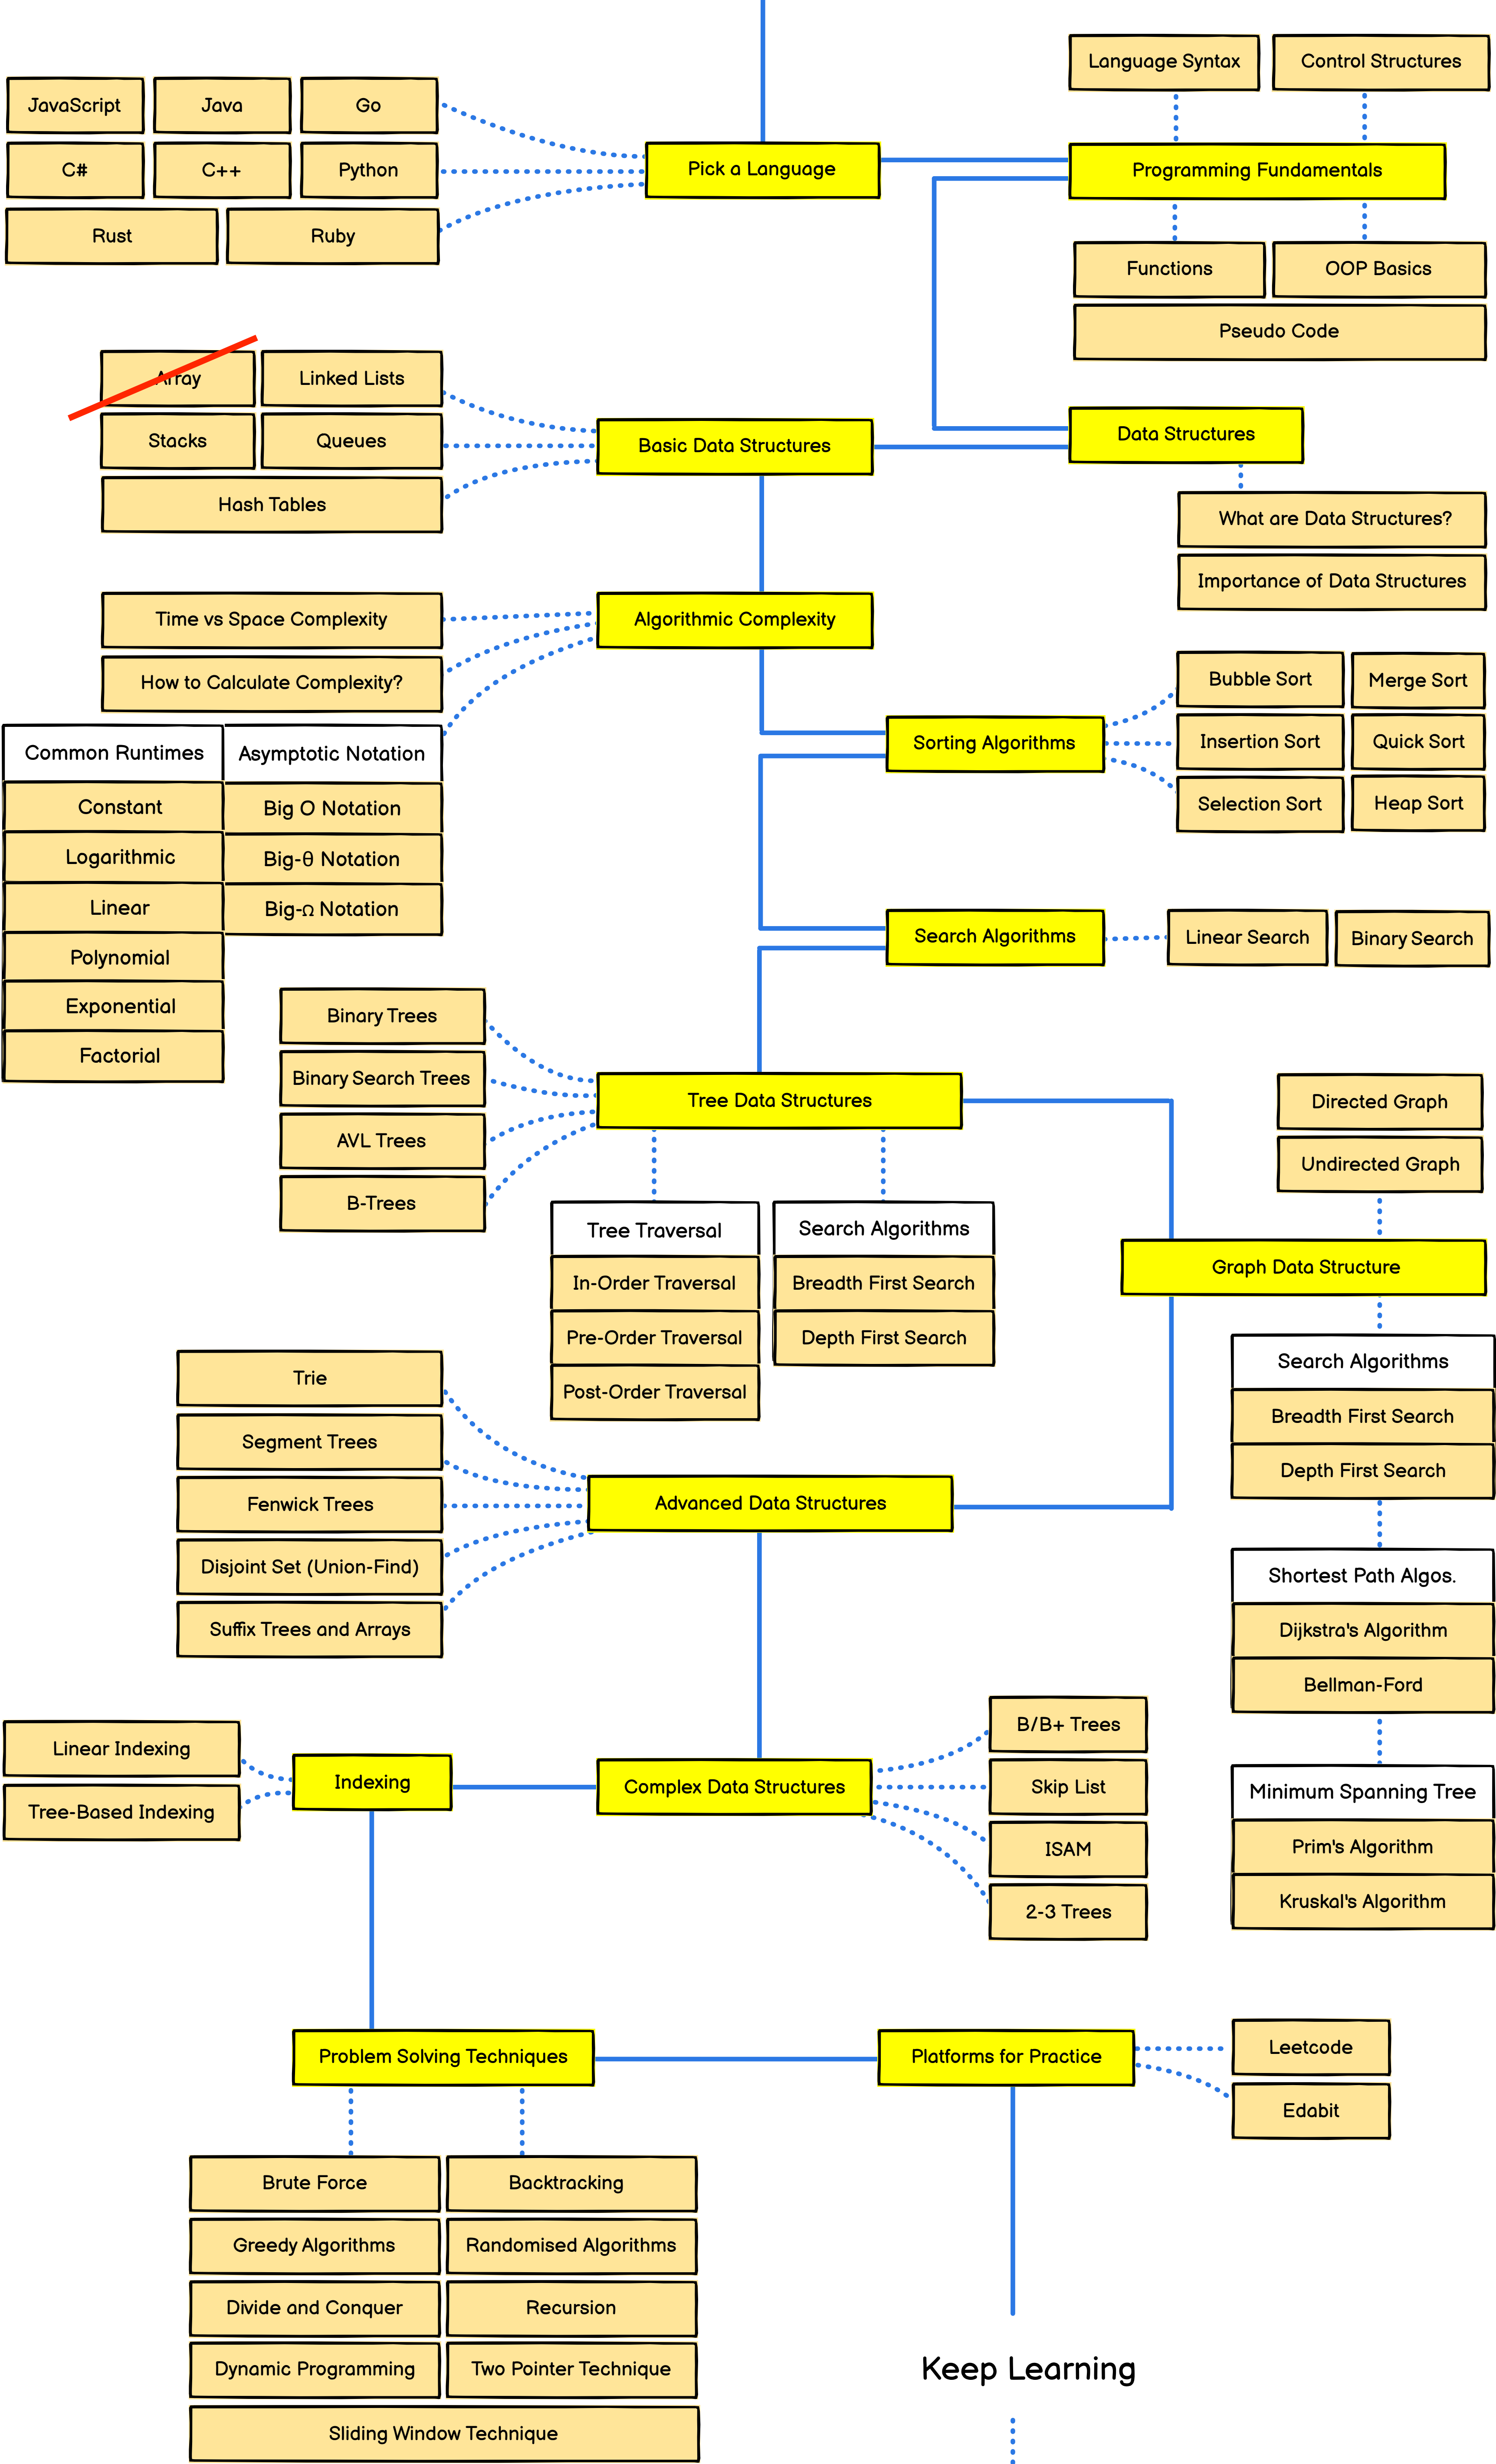 Language Syntax
Control Structures
JavaScript
Java
Go
C#
C++
Python
Pick a Language
Programming Fundamentals
Rust
Ruby
Functions
OOP Basics
Pseudo Code
Array
Linked Lists
Stacks
Queues
Basic Data Structures
Data Structures
Hash Tables
What are Data Structures?
Importance of Data Structures
Time vs Space Complexity
Algorithmic Complexity
How to Calculate Complexity?
Bubble Sort
Merge Sort
Sorting Algorithms
Insertion Sort
Quick Sort
Selection Sort
Heap Sort
Common Runtimes
Asymptotic Notation
Constant
Big O Notation
Logarithmic
Big-θ Notation
Linear
Big-Ω Notation
Polynomial
Exponential
Factorial
Search Algorithms
Linear Search
Binary Search
Binary Trees
Binary Search Trees
AVL Trees
B-Trees
Tree Data Structures
Directed Graph
Undirected Graph
Tree Traversal
In-Order Traversal
Pre-Order Traversal
Post-Order Traversal
Search Algorithms
Breadth First Search
Depth First Search
Graph Data Structure
Search Algorithms
Breadth First Search
Depth First Search
Trie
Segment Trees
Fenwick Trees
Disjoint Set (Union-Find)
Suffix Trees and Arrays
Advanced Data Structures
Shortest Path Algos.
Dijkstra's Algorithm
Bellman-Ford
Linear Indexing
Tree-Based Indexing
Indexing
Complex Data Structures
B/B+ Trees
Skip List
ISAM
2-3 Trees
Minimum Spanning Tree
Prim's Algorithm
Kruskal's Algorithm
Problem Solving Techniques
Platforms for Practice
Leetcode
Edabit
Brute Force
Backtracking
Greedy Algorithms
Randomised Algorithms
Divide and Conquer
Recursion
Dynamic Programming
Two Pointer Technique
Sliding Window Technique
Keep Learning